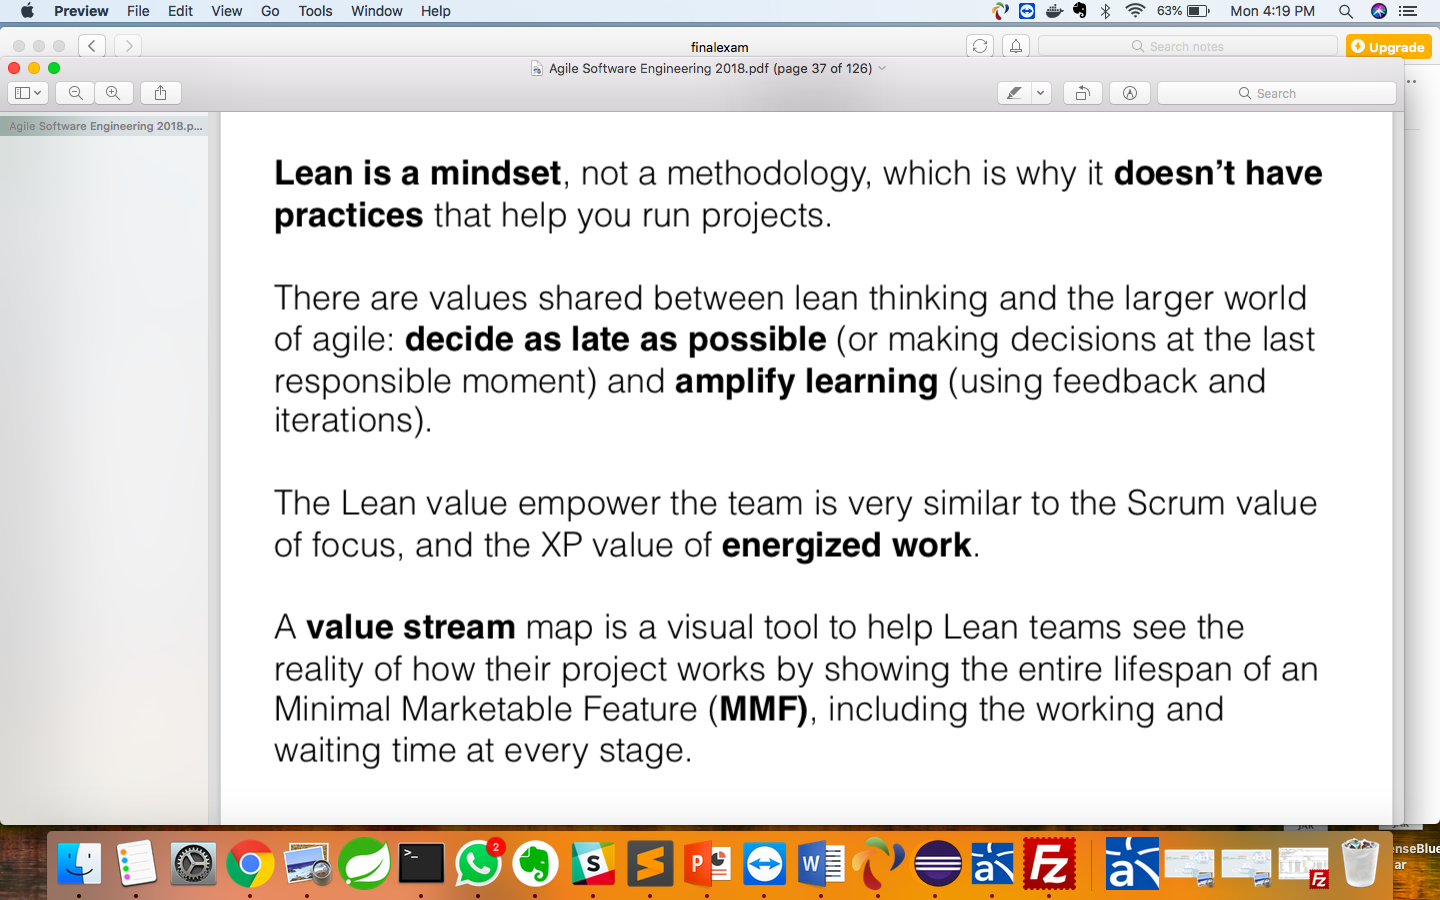 Preview File Edit View Go Tools Window Help 63% Mon 4:19 PM
finalexam Search notes Upgrade
Agile Software Engineering 2018.pdf (page 37 of 126)
Search
Agile Software Engineering 2018.p...
Lean is a mindset, not a methodology, which is why it doesn’t have
practices that help you run projects.
There are values shared between lean thinking and the larger world
of agile: decide as late as possible (or making decisions at the last
responsible moment) and amplify learning (using feedback and
iterations).
The Lean value empower the team is very similar to the Scrum value
of focus, and the XP value of energized work.
A value stream map is a visual tool to help Lean teams see the
reality of how their project works by showing the entire lifespan of an
Minimal Marketable Feature (MMF), including the working and
waiting time at every stage.
enseBlue
ar
>_ 2 S P W Fz Fz